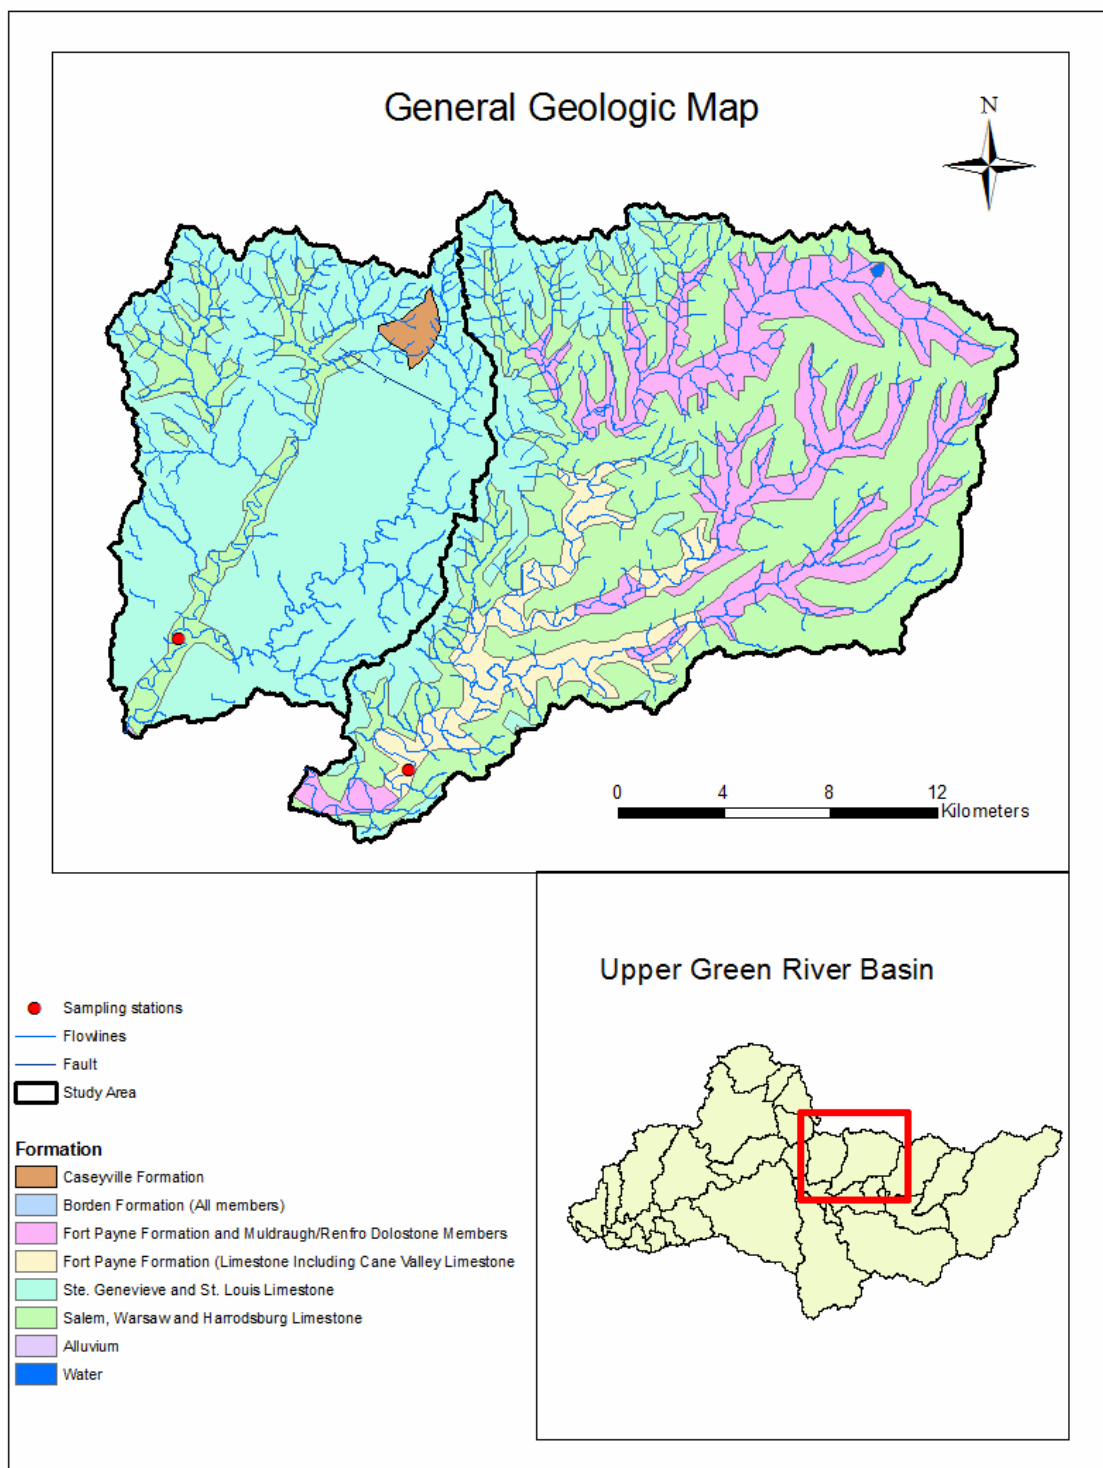 General Geologic Map
N
0 4 8 12
Kilometers
Upper Green River Basin
Sampling stations
Flowlines
Fault
Study Area
Formation
Caseyville Formation
Borden Formation (All members)
Fort Payne Formation and Muldraugh/Renfro Dolostone Members
Fort Payne Formation (Limestone Including Cane Valley Limestone
Ste. Genevieve and St. Louis Limestone
Salem, Warsaw and Harrodsburg Limestone
Alluvium
Water